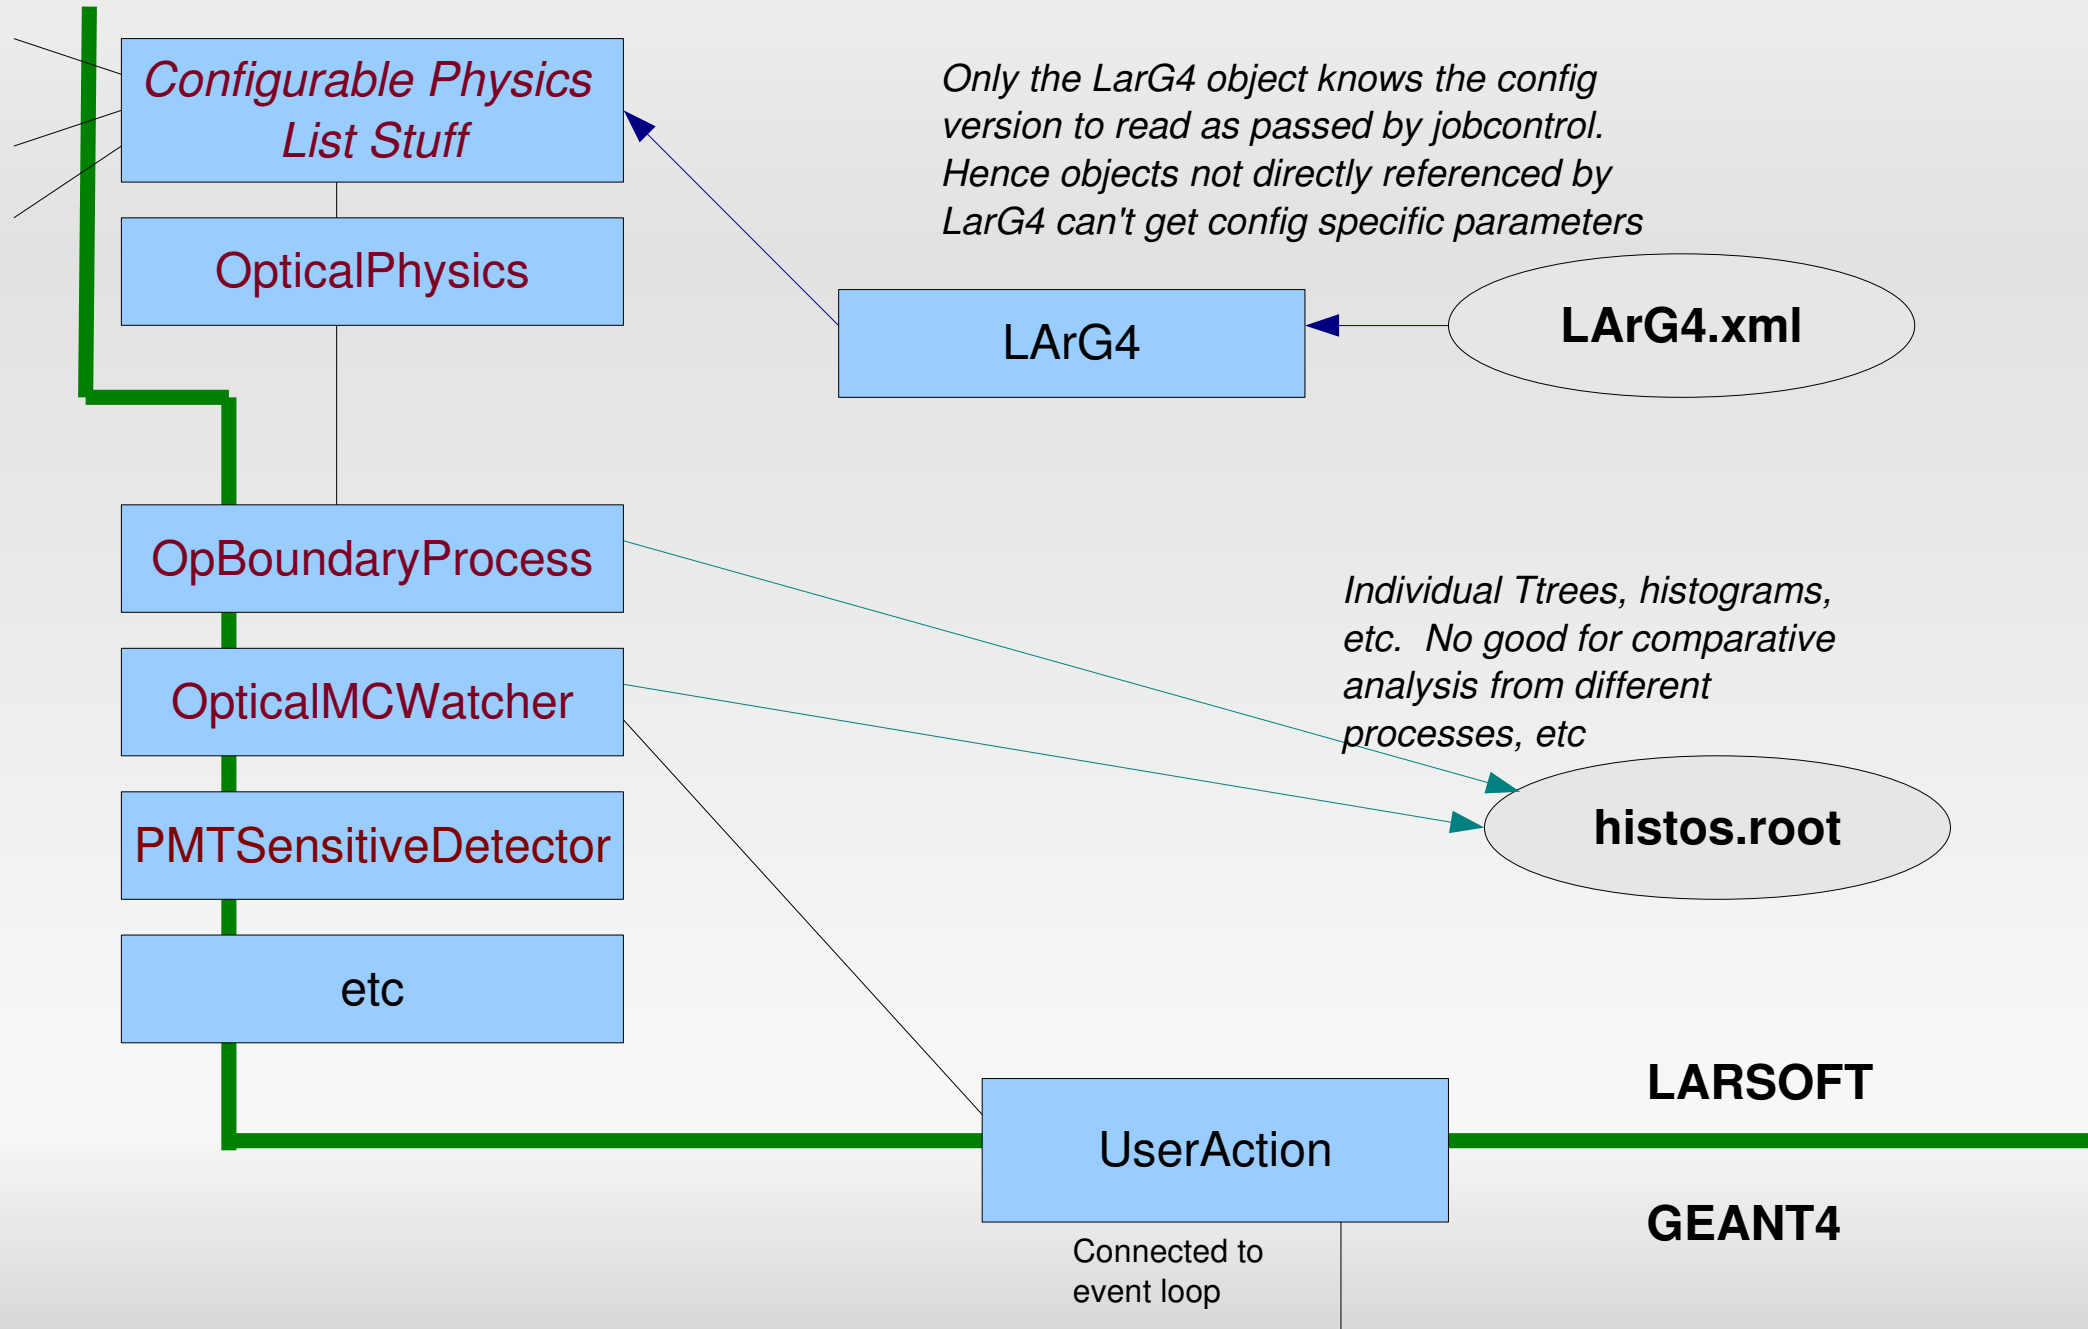 Configurable Physics
List Stuff
Only the LarG4 object knows the config
version to read as passed by jobcontrol.
Hence objects not directly referenced by
LarG4 can't get config specific parameters
OpticalPhysics
LArG4
LArG4.xml
OpBoundaryProcess
Individual Ttrees, histograms,
etc.  No good for comparative
analysis from different
processes, etc
OpticalMCWatcher
PMTSensitiveDetector
histos.root
etc
LARSOFT
UserAction
GEANT4
Connected to
event loop